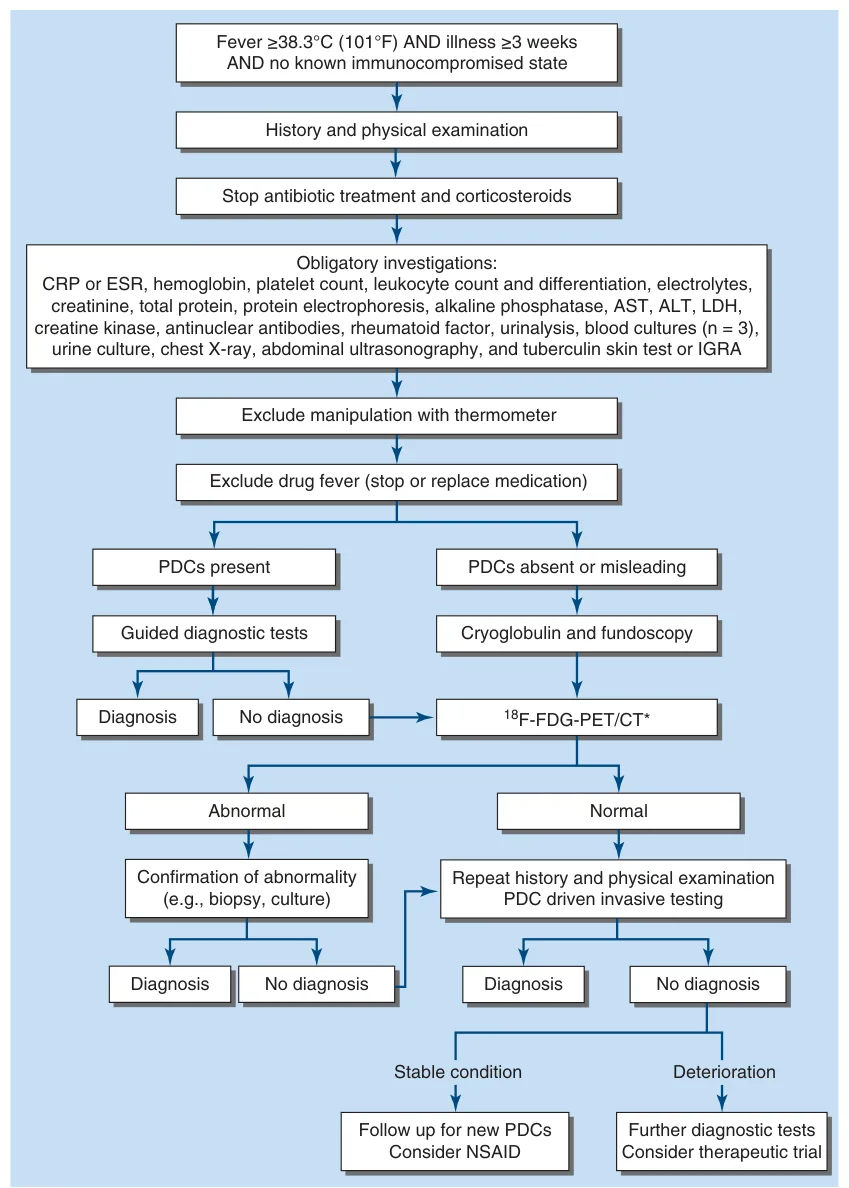 Fever ≥38.3°C (101°F) AND illness ≥3 weeks
AND no known immunocompromised state
History and physical examination
Stop antibiotic treatment and corticosteroids
Obligatory investigations:
CRP or ESR, hemoglobin, platelet count, leukocyte count and differentiation, electrolytes,
creatinine, total protein, protein electrophoresis, alkaline phosphatase, AST, ALT, LDH,
creatine kinase, antinuclear antibodies, rheumatoid factor, urinalysis, blood cultures (n = 3),
urine culture, chest X-ray, abdominal ultrasonography, and tuberculin skin test or IGRA
Exclude manipulation with thermometer
Exclude drug fever (stop or replace medication)
PDCs present
PDCs absent or misleading
Guided diagnostic tests
Cryoglobulin and fundoscopy
Diagnosis
No diagnosis
18F-FDG-PET/CT*
Abnormal
Normal
Confirmation of abnormality
(e.g., biopsy, culture)
Repeat history and physical examination
PDC driven invasive testing
Diagnosis
No diagnosis
Diagnosis
No diagnosis
Stable condition
Deterioration
Follow up for new PDCs
Consider NSAID
Further diagnostic tests
Consider therapeutic trial